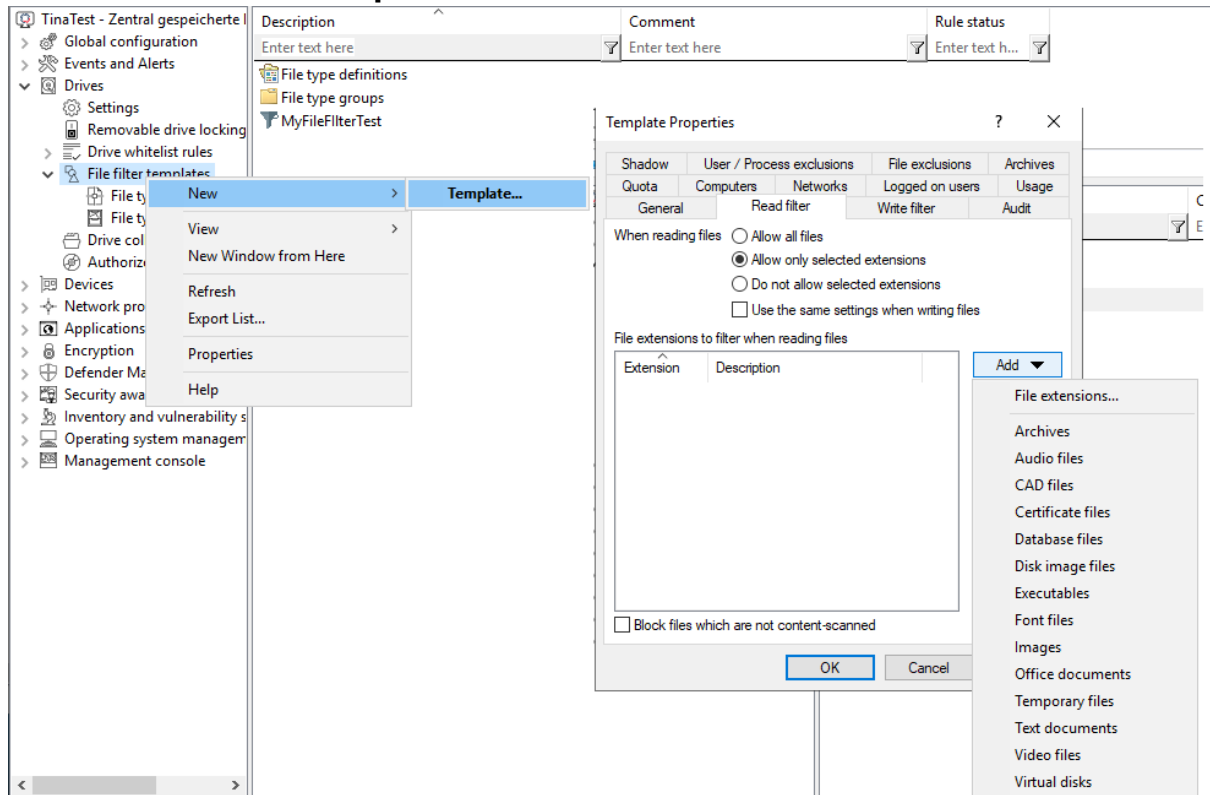 TinaTest - Zentral gespeicherte
Global configuration
Events and Alerts
Drives
Settings
Removable drive locking
Drive whitelist rules
File filter templates
File ty
File ty
Drive col
Authoriz
Devices
Network pro
Applications
Encryption
Defender Ma
Security awa
Inventory and vulnerability s
Operating system managem
Management console
New
View
New Window from Here
Refresh
Export List...
Properties
Help
Template...
Description
Comment
Rule status
Enter text here
Enter text here
Enter text h...
File type definitions
File type groups
MyFileFIlterTest
Template Properties
?
Shadow
User / Process exclusions
File exclusions
Archives
Quota
Computers
Networks
Logged on users
Usage
General
Read filter
Write filter
Audit
When reading files
Allow all files
Allow only selected extensions
Do not allow selected extensions
Use the same settings when writing files
File extensions to filter when reading files
Extension
Description
Add
Block files which are not content-scanned
OK
Cancel
File extensions...
Archives
Audio files
CAD files
Certificate files
Database files
Disk image files
Executables
Font files
Images
Office documents
Temporary files
Text documents
Video files
Virtual disks
C
E